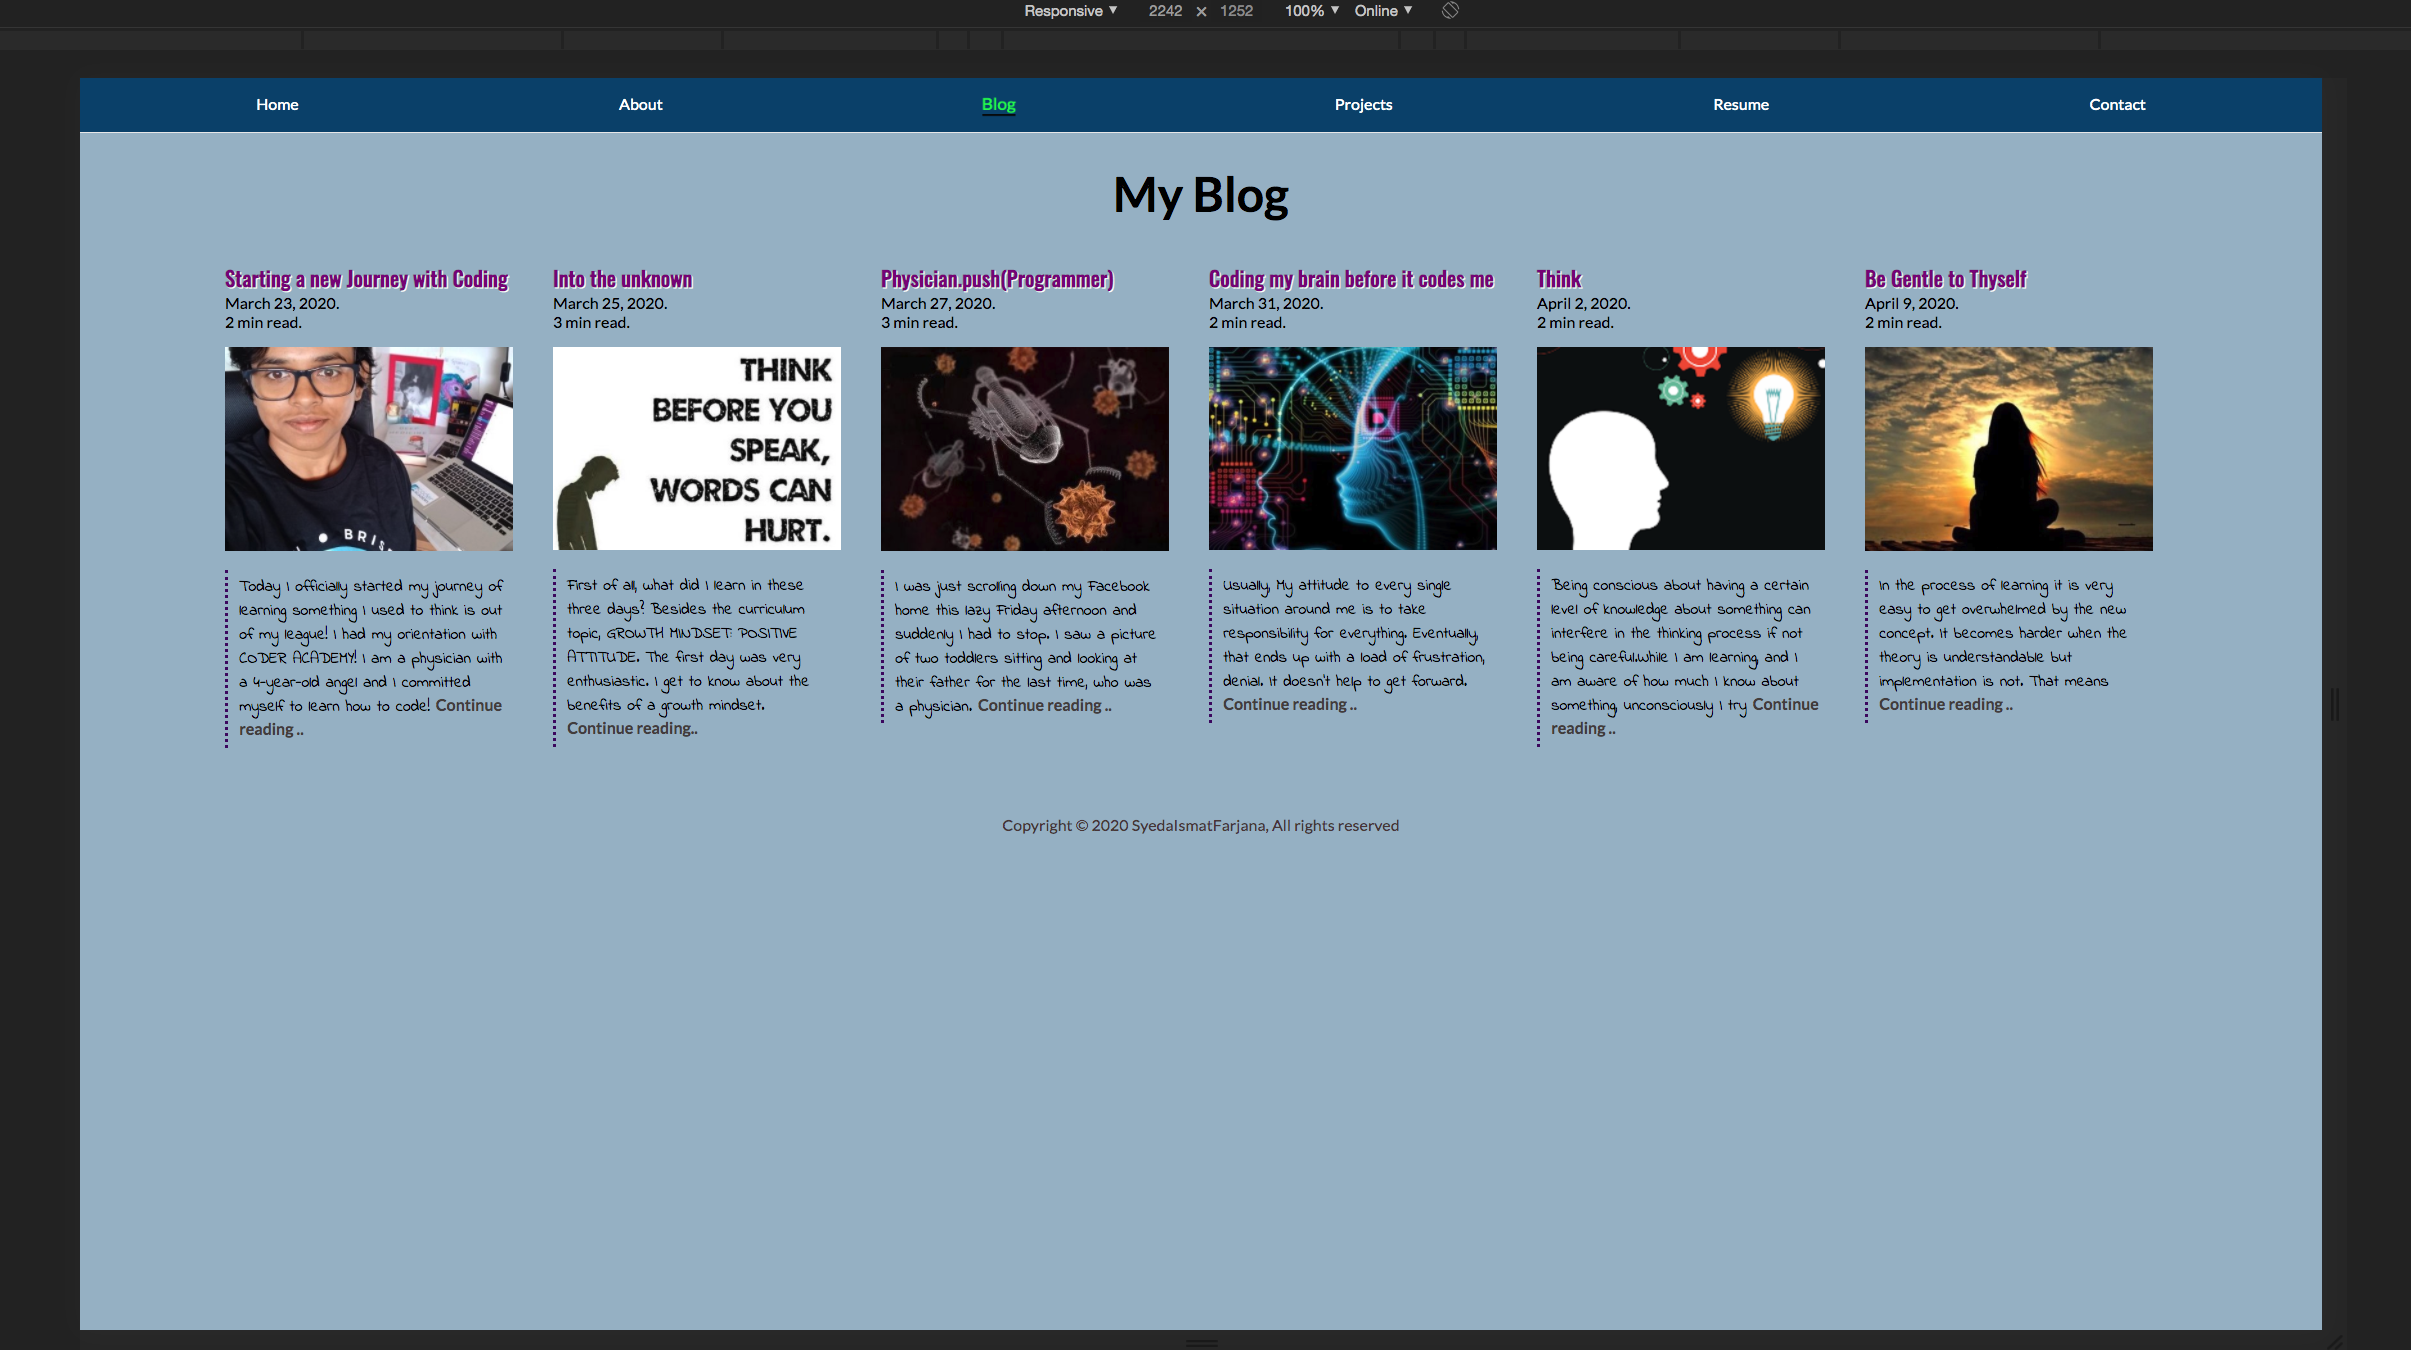 Responsive ▼ 2242 × 1252 100% ▼ Online ▼
Home About Blog Projects Resume Contact
My Blog
Starting a new Journey with Coding
March 23, 2020.
2 min read.
BRIS
Today I officially started my journey of
learning something I used to think is out
of my league! I had my orientation with
CODER ACADEMY! I am a physician with
a 4-year-old angel and I committed
myself to learn how to code! Continue
reading ..
Into the unknown
March 25, 2020.
3 min read.
THINK
BEFORE YOU
SPEAK,
WORDS CAN
HURT.
First of all, what did I learn in these
three days? Besides the curriculum
topic, GROWTH MINDSET: POSITIVE
ATTITUDE. The first day was very
enthusiastic. I get to know about the
benefits of a growth mindset.
Continue reading..
Physician.push(Programmer)
March 27, 2020.
3 min read.
I was just scrolling down my Facebook
home this lazy Friday afternoon and
suddenly I had to stop. I saw a picture
of two toddlers sitting and looking at
their father for the last time, who was
a physician. Continue reading ..
Coding my brain before it codes me
March 31, 2020.
2 min read.
Usually, My attitude to every single
situation around me is to take
responsibility for everything. Eventually,
that ends up with a load of frustration,
denial. It doesn't help to get forward.
Continue reading ..
Think
April 2, 2020.
2 min read.
Being conscious about having a certain
level of knowledge about something can
interfere in the thinking process if not
being careful.While I am learning, and I
am aware of how much I know about
something, unconsciously I try Continue
reading ..
Be Gentle to Thyself
April 9, 2020.
2 min read.
In the process of learning it is very
easy to get overwhelmed by the new
concept. It becomes harder when the
theory is understandable but
implementation is not. That means
Continue reading ..
Copyright © 2020 SyedaIsmatFarjana, All rights reserved